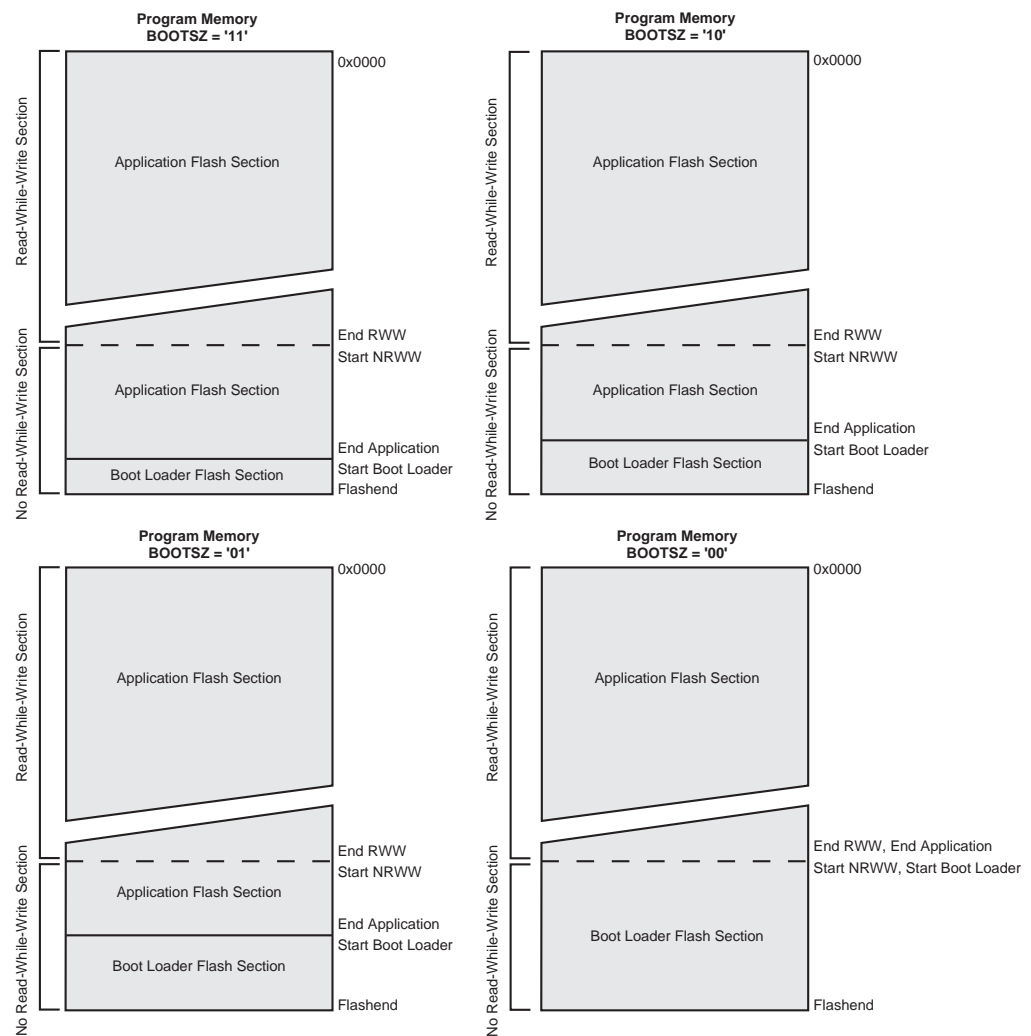 Program Memory
BOOTSZ = '11'
0x0000
Read-While-Write Section
Application Flash Section
End RWW
Start NRWW
No Read-While-Write Section
Application Flash Section
End Application
Start Boot Loader
Boot Loader Flash Section
Flashend
Program Memory
BOOTSZ = '10'
0x0000
Read-While-Write Section
Application Flash Section
End RWW
Start NRWW
No Read-While-Write Section
Application Flash Section
End Application
Start Boot Loader
Boot Loader Flash Section
Flashend
Program Memory
BOOTSZ = '01'
0x0000
Read-While-Write Section
Application Flash Section
End RWW
Start NRWW
No Read-While-Write Section
Application Flash Section
End Application
Start Boot Loader
Boot Loader Flash Section
Flashend
Program Memory
BOOTSZ = '00'
0x0000
Read-While-Write Section
Application Flash Section
End RWW, End Application
Start NRWW, Start Boot Loader
No Read-While-Write Section
Boot Loader Flash Section
Flashend